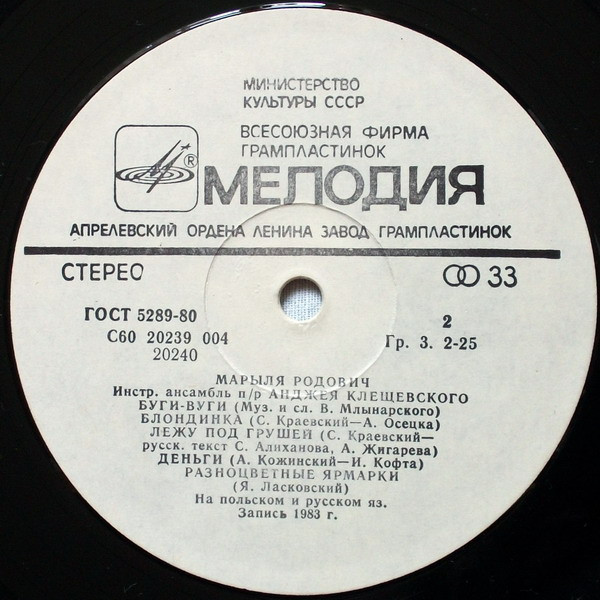 МИНИСТЕРСТВО
КУЛЬТУРЫ СССР
ВСЕСОЮЗНАЯ ФИРМА
ГРАМПЛАСТИНОК
®
МЕЛОДИЯ
АПРЕЛЕВСКИЙ ОРДЕНА ЛЕНИНА ЗАВОД ГРАМПЛАСТИНОК
СТЕРЕО 33
ГОСТ 5289-80 2
С60 20239 004 Гр. 3. 2-25
20240
МАРЫЛЯ РОДОВИЧ
Инстр. ансамбль п/р АНДЖЕЯ КЛЕЩЕВСКОГО
БУГИ-ВУГИ (Муз. и сл. В. Млынарского)
БЛОНДИНКА (С. Краевский—А. Осецка)
ЛЕЖУ ПОД ГРУШЕЙ (С. Краевский—
русск. текст С. Алиханова, А. Жигарева)
ДЕНЬГИ (А. Кожинский—И. Кофта)
РАЗНОЦВЕТНЫЕ ЯРМАРКИ
(Я. Ласковский)
На польском и русском яз.
Запись 1983 г.